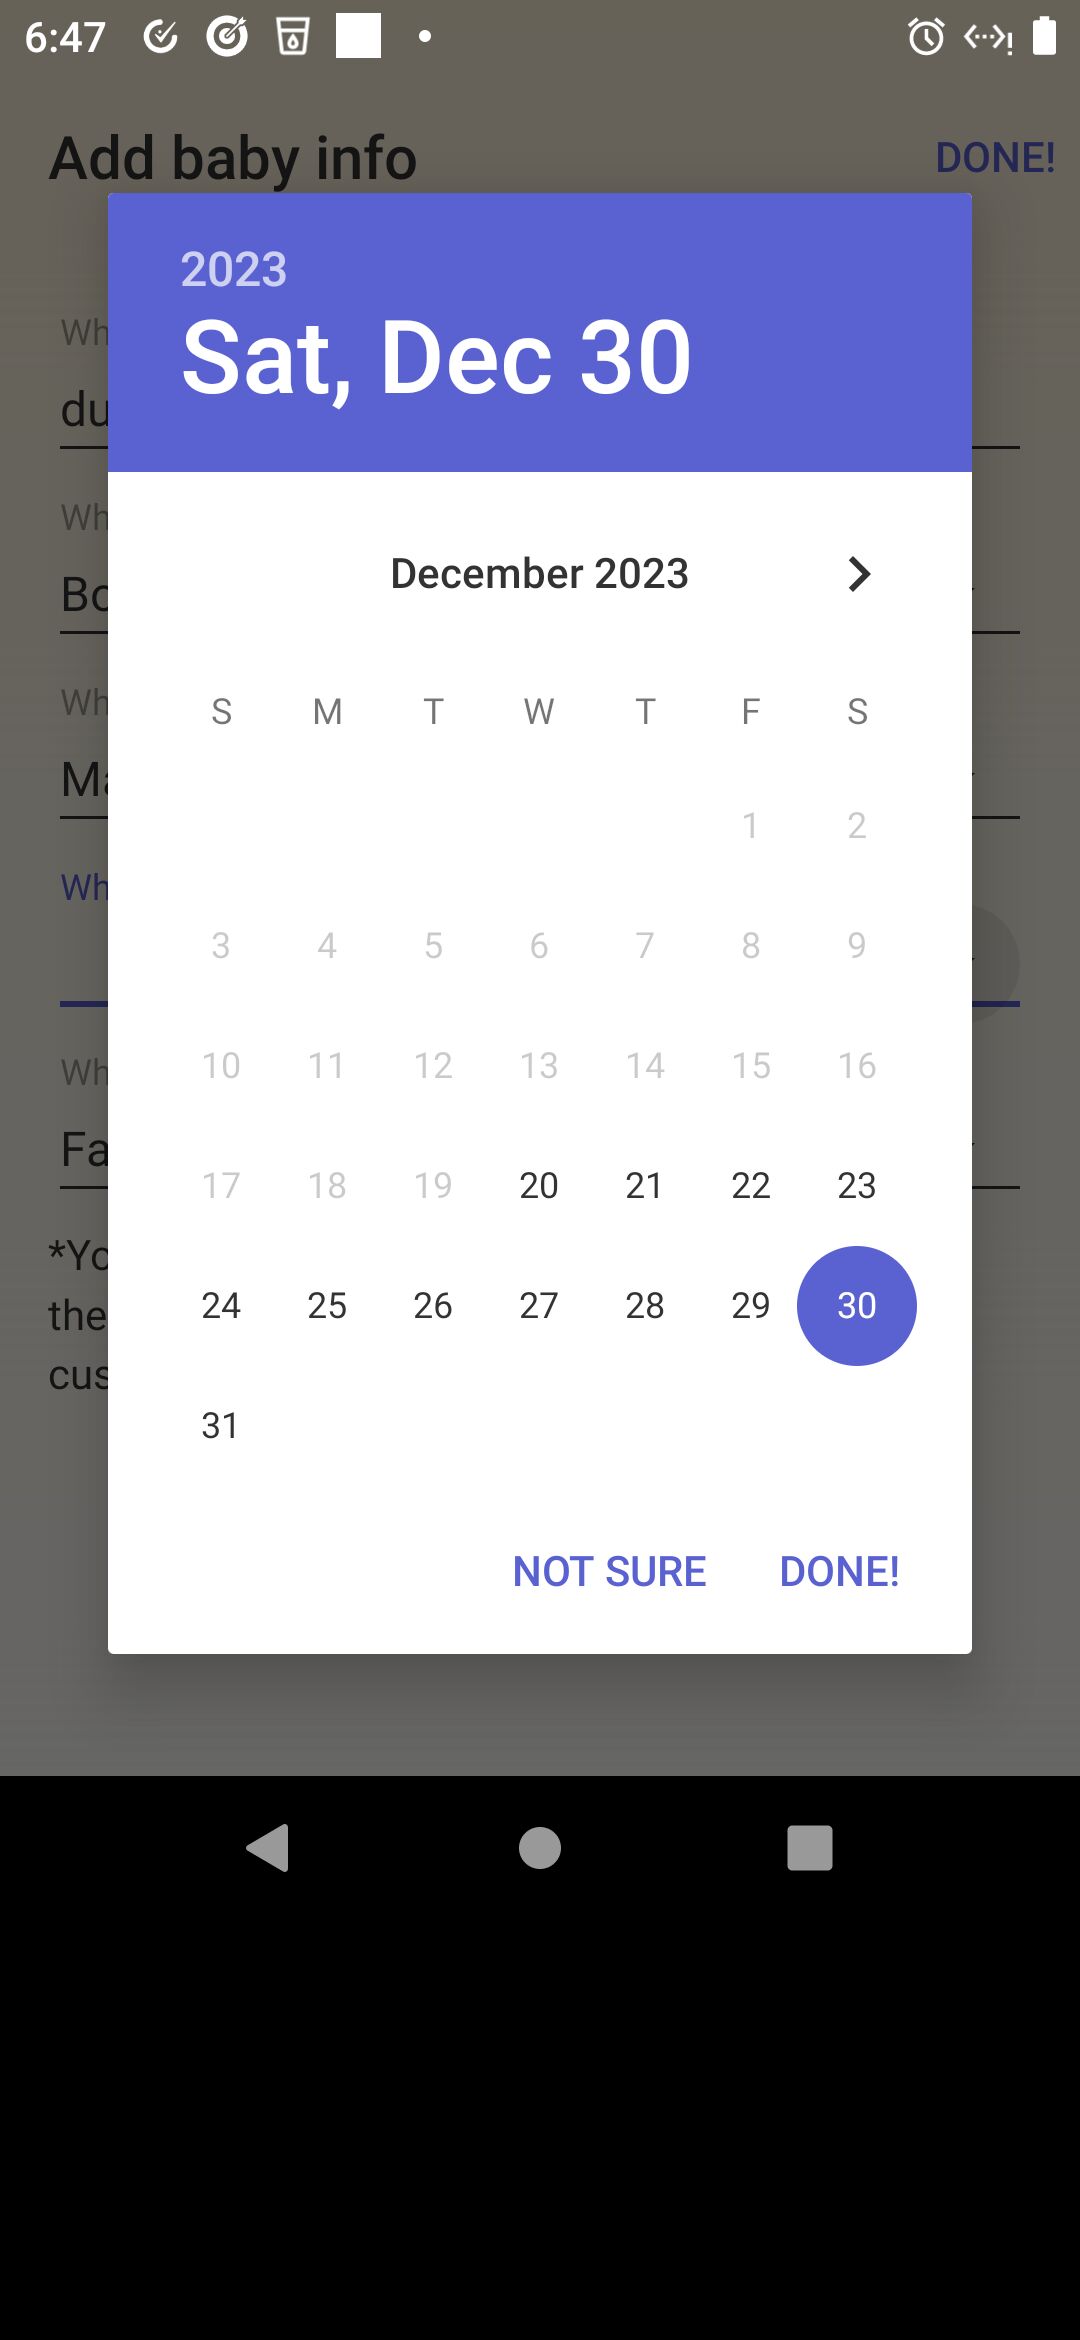 6:47
Add baby info
DONE!
2023
Sat, Dec 30
December 2023
S M T W T F S
1 2
3 4 5 6 7 8 9
10 11 12 13 14 15 16
17 18 19 20 21 22 23
24 25 26 27 28 29 30
31
NOT SURE DONE!
Wh
du
Wh
Bo
Wh
Ma
Wh
Wh
Fa
*Yo
the
cus